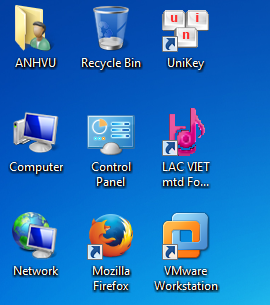 ANHVU
Recycle Bin
u n
i k
UniKey
Computer
Control
Panel
LAC VIET
mtd Fo...
Network
Mozilla
Firefox
VMware
Workstation